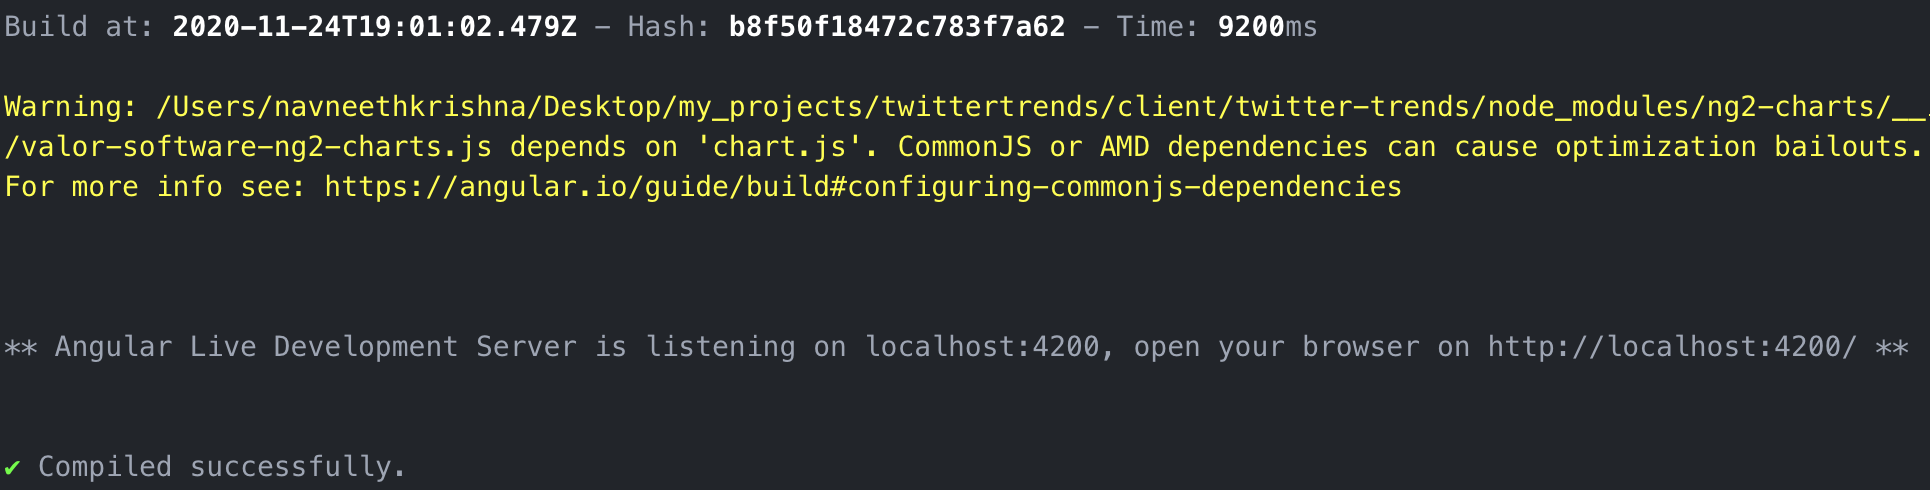 Build at: 2020-11-24T19:01:02.479Z - Hash: b8f50f18472c783f7a62 - Time: 9200ms
Warning: /Users/navneethkrishna/Desktop/my_projects/twittertrends/client/twitter-trends/node_modules/ng2-charts/__
/valor-software-ng2-charts.js depends on 'chart.js'. CommonJS or AMD dependencies can cause optimization bailouts.
For more info see: https://angular.io/guide/build#configuring-commonjs-dependencies
** Angular Live Development Server is listening on localhost:4200, open your browser on http://localhost:4200/ **
✔ Compiled successfully.